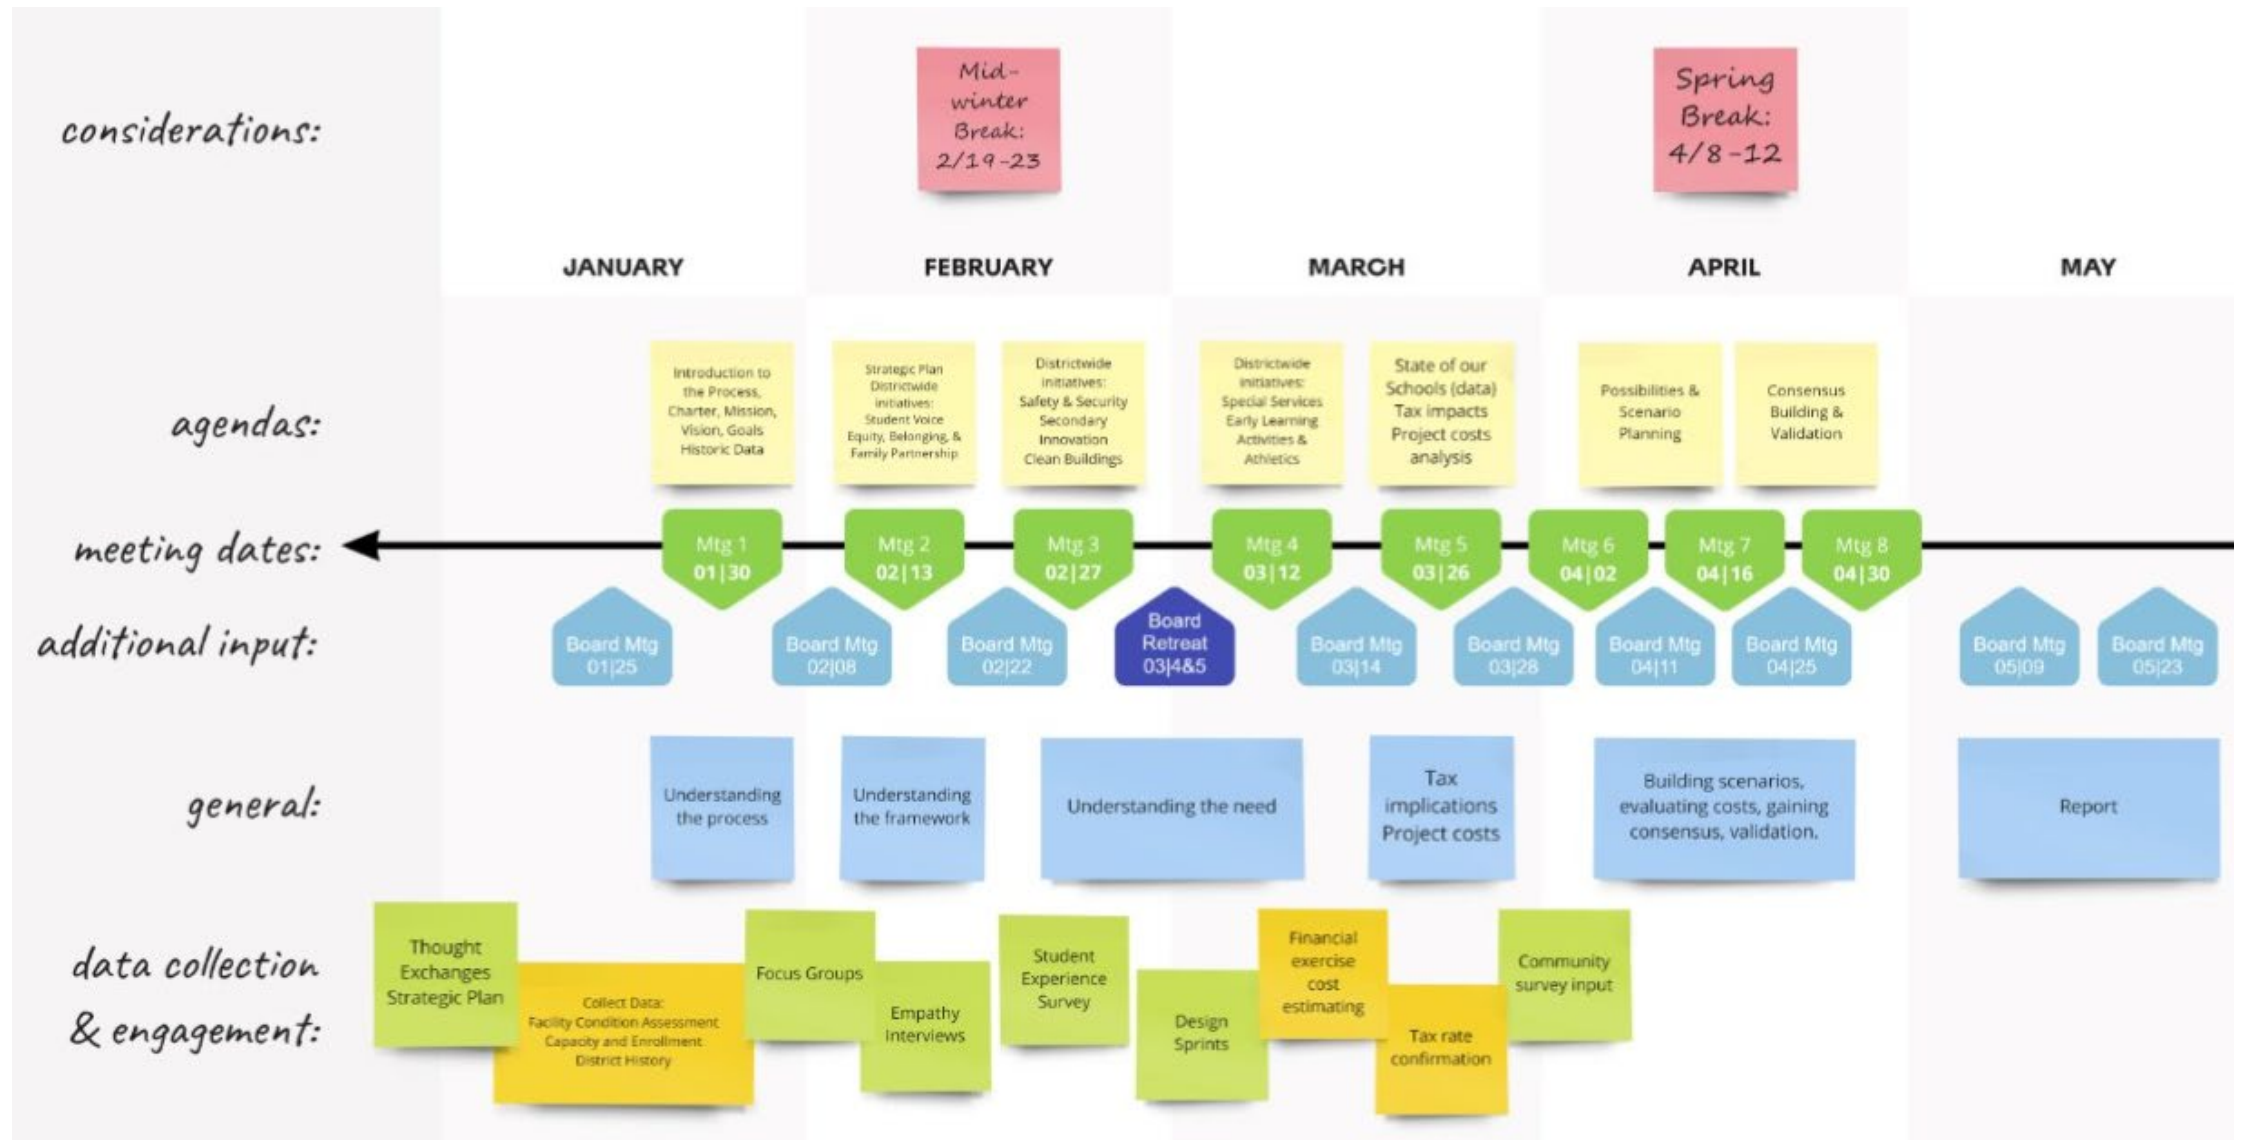 considerations:
Mid-
winter
Break:
2/19-23
Spring
Break:
4/8-12
JANUARY
FEBRUARY
MARCH
APRIL
MAY
agendas:
Introduction to
the Process,
Charter, Mission,
Vision, Goals
Historic Data
Strategic Plan
Districtwide
initiatives:
Student Voice
Equity, Belonging, &
Family Partnership
Districtwide
initiatives:
Safety & Security
Secondary
Innovation
Clean Buildings
Districtwide
initiatives:
Special Services
Early Learning
Activities &
Athletics
State of our
Schools (data)
Tax impacts
Project costs
analysis
Possibilities &
Scenario
Planning
Consensus
Building &
Validation
meeting dates:
Mtg 1
01|30
Mtg 2
02|13
Mtg 3
02|27
Mtg 4
03|12
Mtg 5
03|26
Mtg 6
04|02
Mtg 7
04|16
Mtg 8
04|30
additional input:
Board Mtg
01|25
Board Mtg
02|08
Board Mtg
02|22
Board
Retreat
03|4&5
Board Mtg
03|14
Board Mtg
03|28
Board Mtg
04|11
Board Mtg
04|25
Board Mtg
05|09
Board Mtg
05|23
general:
Understanding
the process
Understanding
the framework
Understanding the need
Tax
implications
Project costs
Building scenarios,
evaluating costs, gaining
consensus, validation.
Report
data collection
& engagement:
Thought
Exchanges
Strategic Plan
Collect Data:
Facility Condition Assessment
Capacity and Enrollment
District History
Focus Groups
Empathy
Interviews
Student
Experience
Survey
Design
Sprints
Financial
exercise
cost
estimating
Tax rate
confirmation
Community
survey input